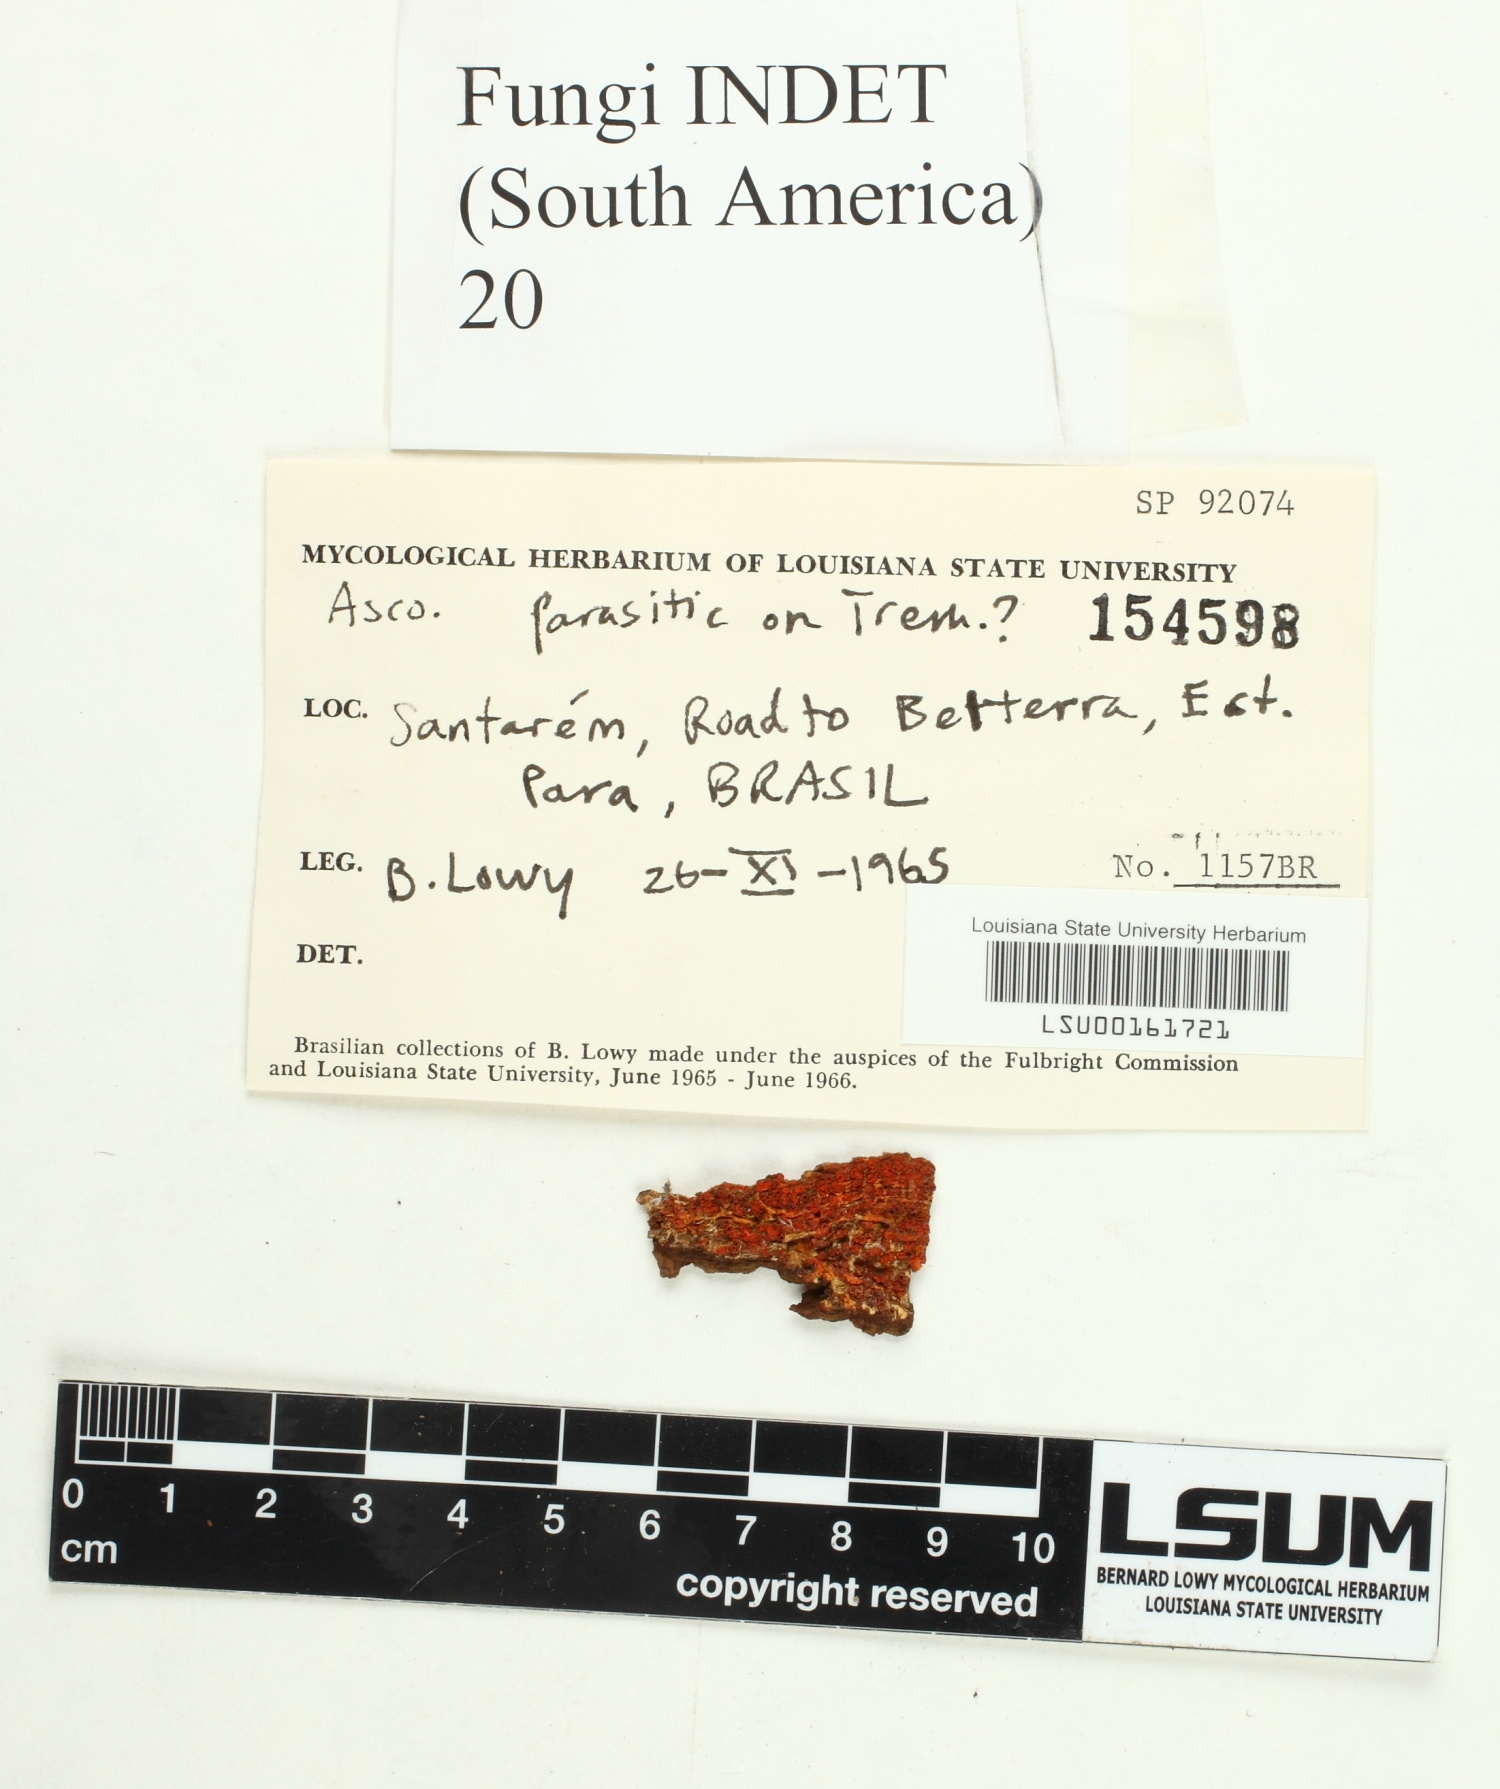 Fungi INDET
(South America)
20
SP 92074
MYCOLOGICAL HERBARIUM OF LOUISIANA STATE UNIVERSITY
Asco. Parasitic on Trem.? 154598
LOC. Santarém, Road to Belterra, Est.
Para, BRASIL
LEG. B. Lowy 26-XI-1965 No. 1157BR
Louisiana State University Herbarium
LSU00161721
DET.
Brasilian collections of B. Lowy made under the auspices of the Fulbright Commission
and Louisiana State University, June 1965 - June 1966.
0 1 2 3 4 5 6 7 8 9 10
cm
copyright reserved
LSUM
BERNARD LOWY MYCOLOGICAL HERBARIUM
LOUISIANA STATE UNIVERSITY